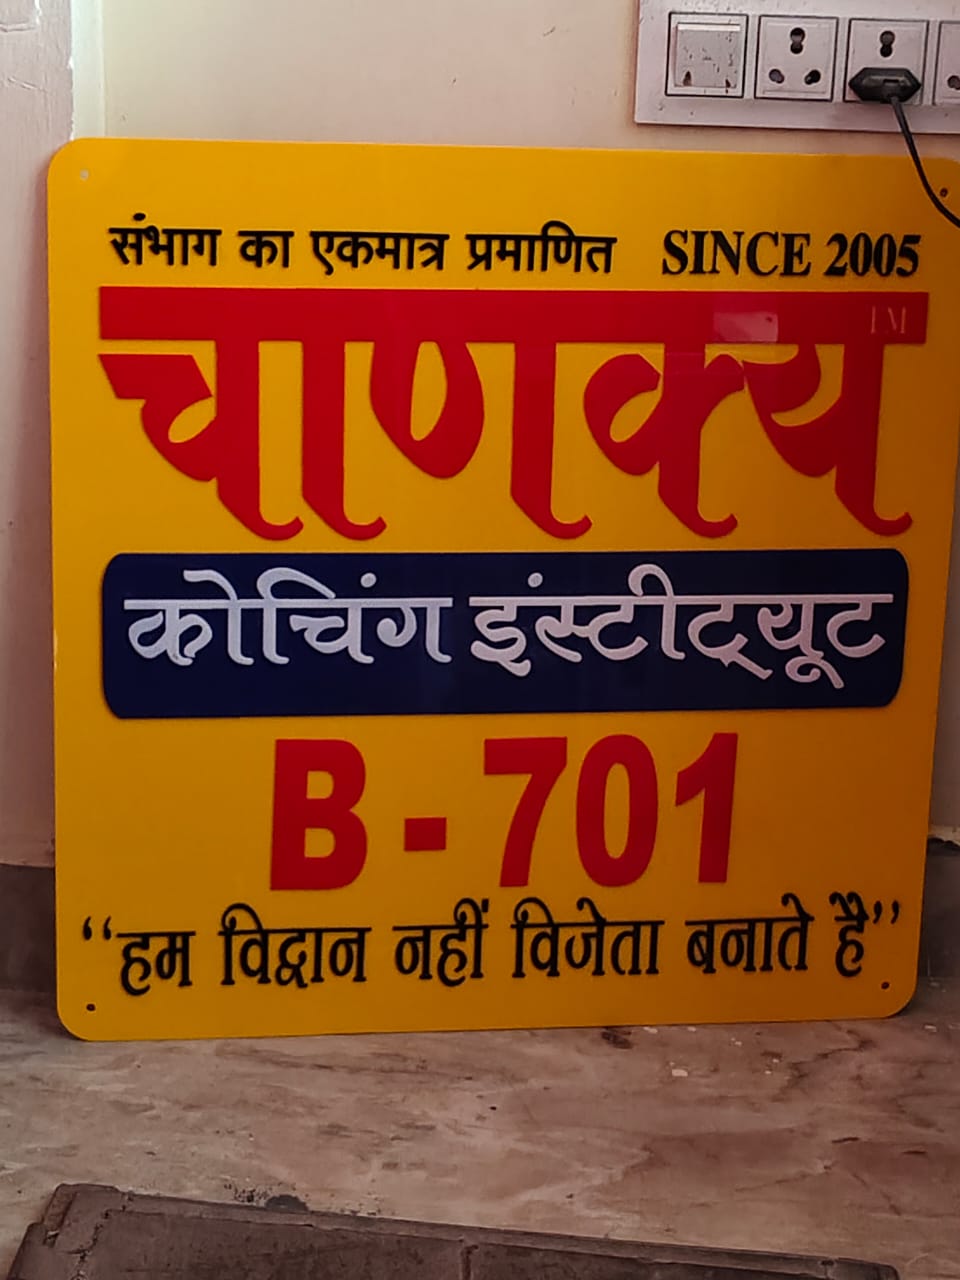 संभाग का एकमात्र प्रमाणित SINCE 2005
चाणक्य TM
कोचिंग इंस्टीट्यूट
B - 701
“हम विद्वान नहीं विजेता बनाते है”